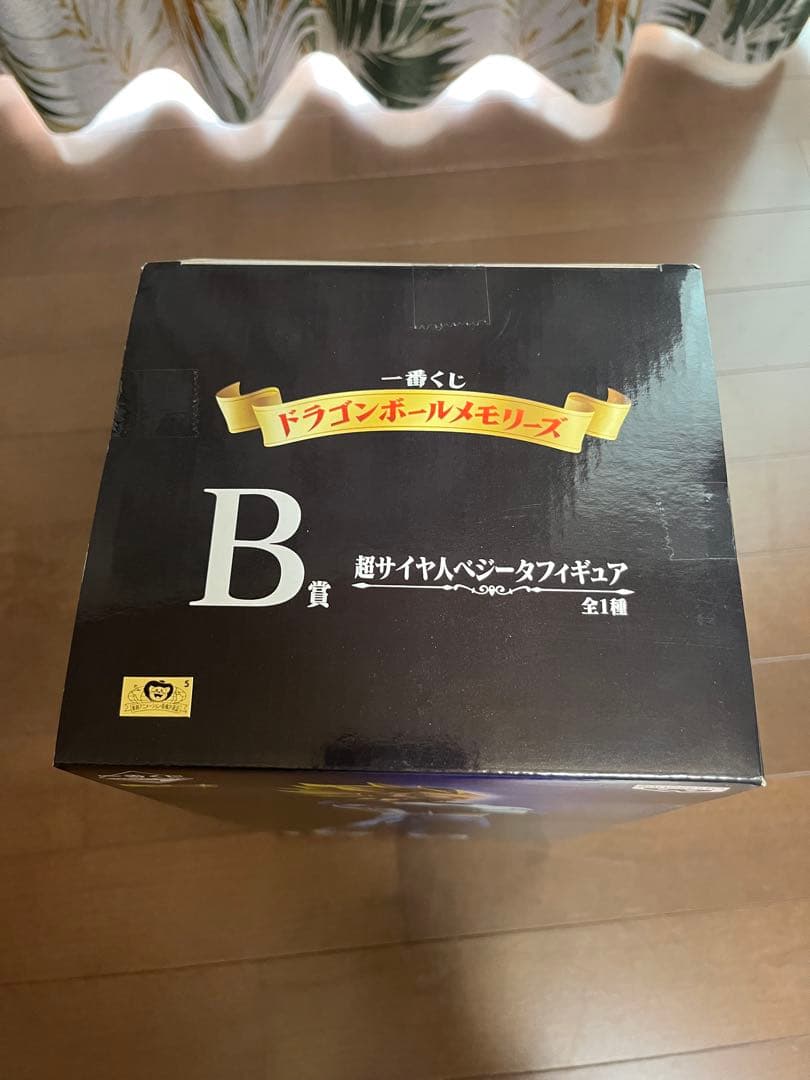 一番くじ
ドラゴンボールメモリーズ
B賞
超サイヤ人ベジータフィギュア
全1種
S